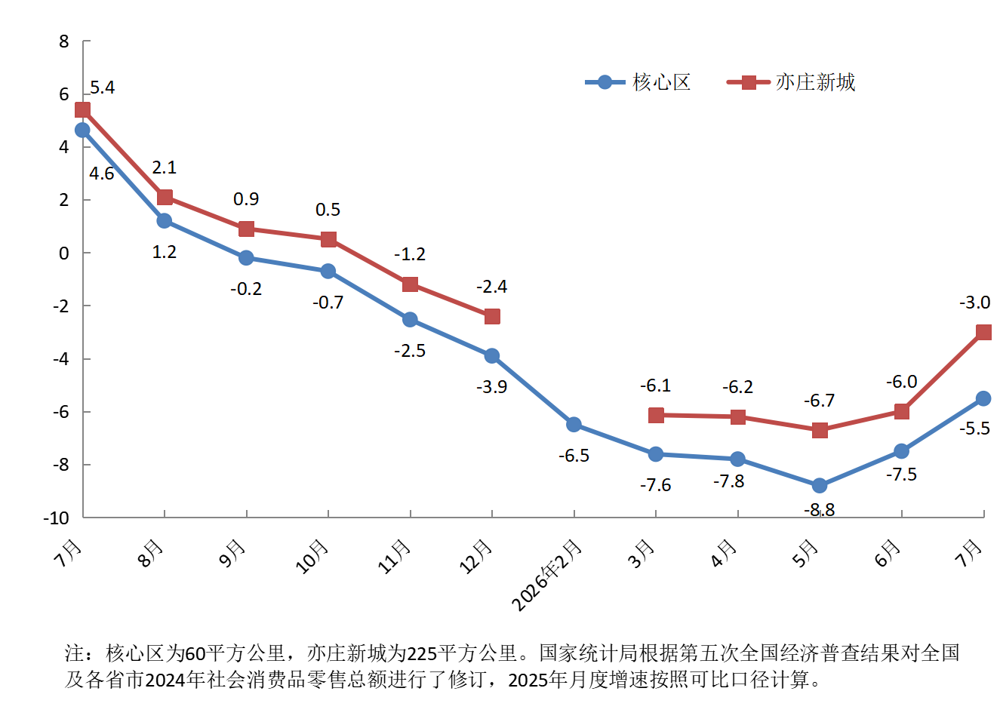 8
6
4
2
0
-2
-4
-6
-8
-10
核心区
亦庄新城
5.4
2.1
0.9
0.5
-1.2
-2.4
-6.1
-6.2
-6.7
-6.0
-3.0
4.6
1.2
-0.2
-0.7
-2.5
-3.9
-6.5
-7.6
-7.8
-8.8
-7.5
-5.5
7月
8月
9月
10月
11月
12月
2026年2月
3月
4月
5月
6月
7月
注：核心区为60平方公里，亦庄新城为225平方公里。国家统计局根据第五次全国经济普查结果对全国
及各省市2024年社会消费品零售总额进行了修订，2025年月度增速按照可比口径计算。